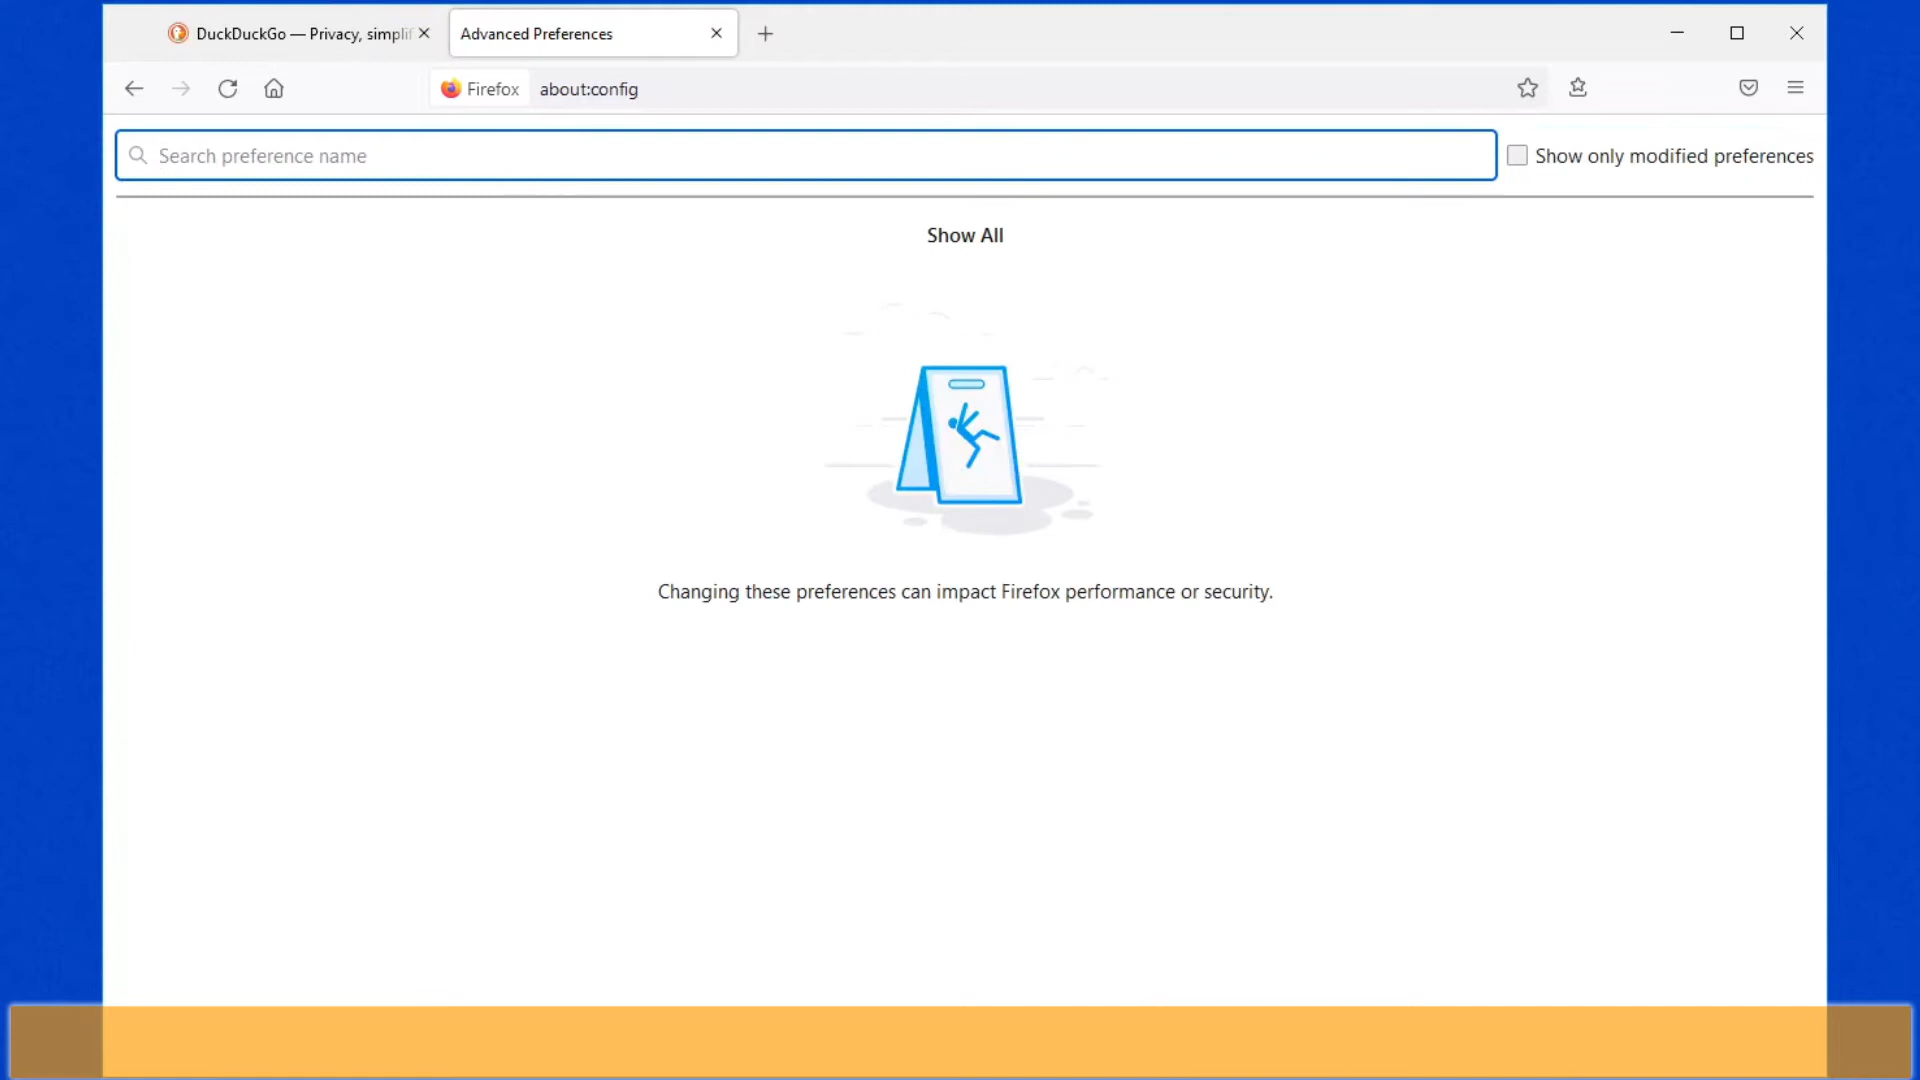 DuckDuckGo — Privacy, simplif
Advanced Preferences
Firefox
about:config
Search preference name
Show only modified preferences
Show All
Changing these preferences can impact Firefox performance or security.